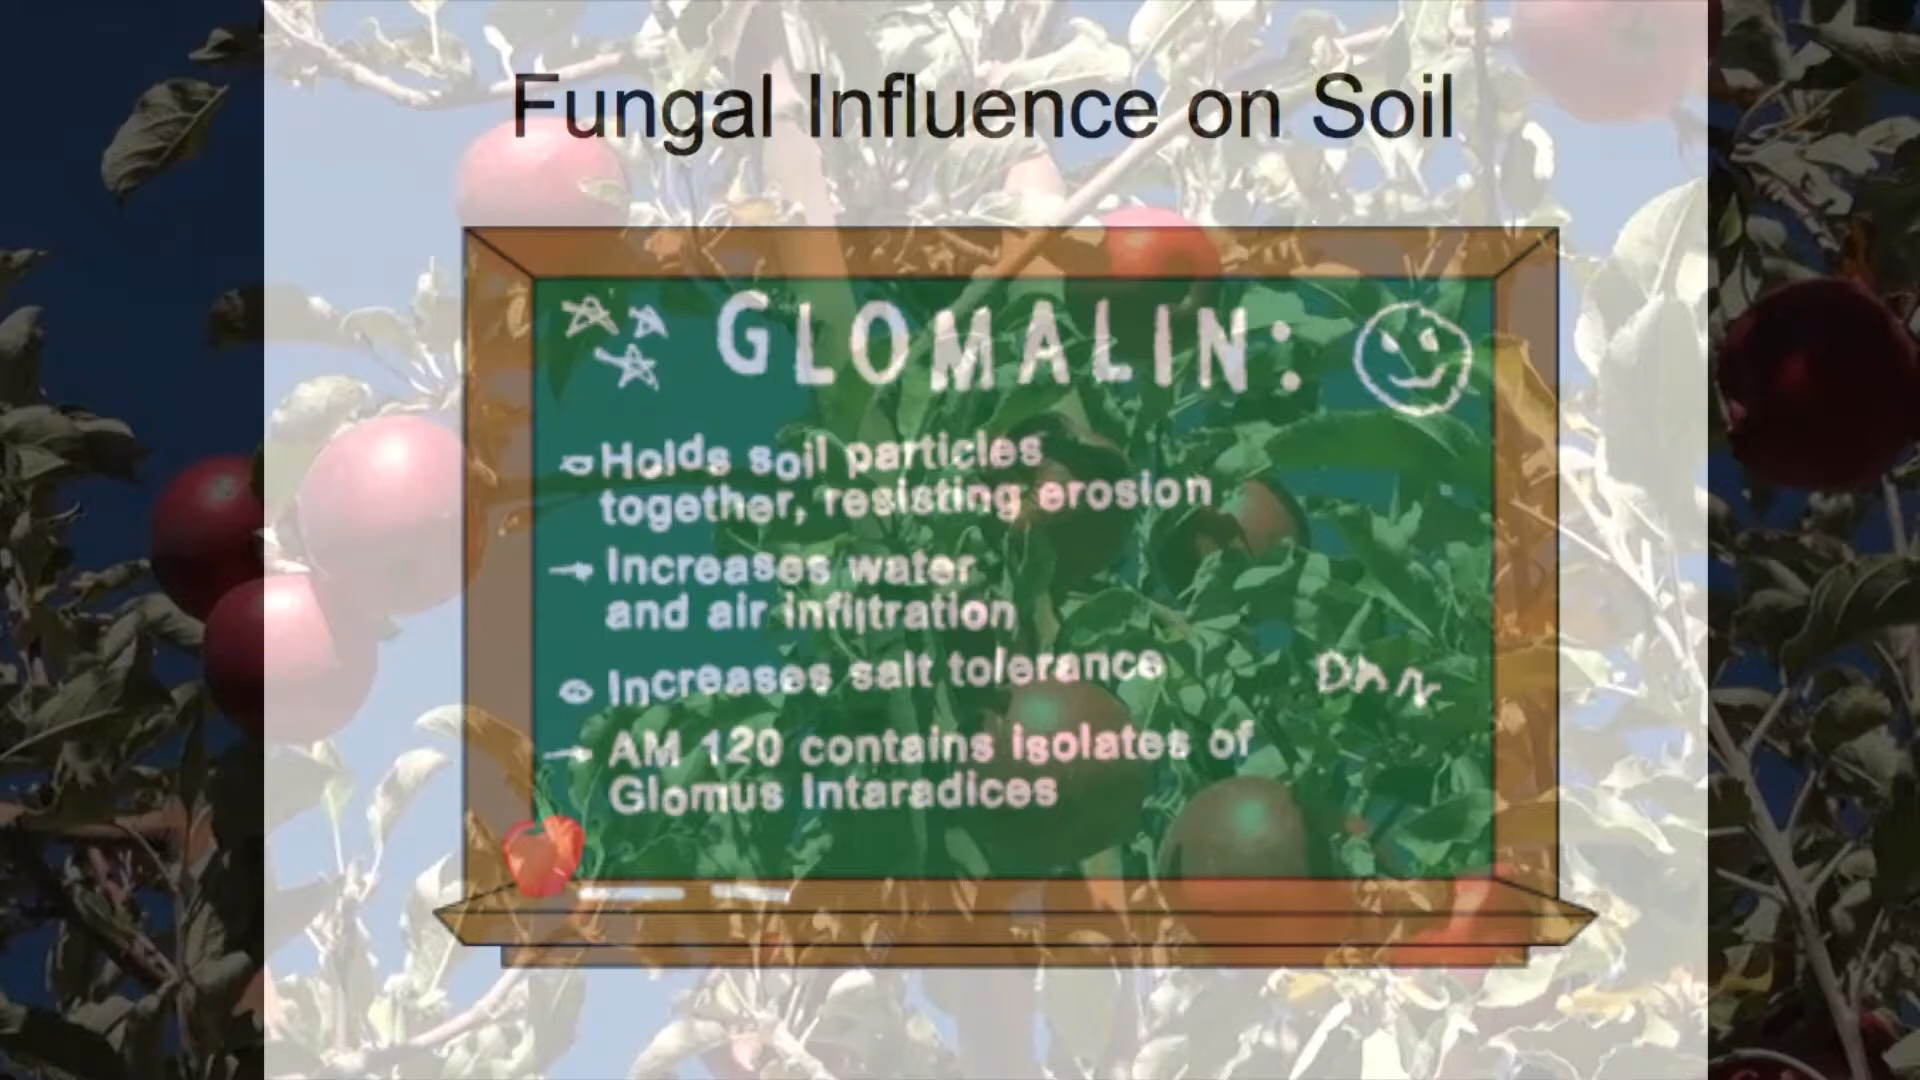 Fungal Influence on Soil
GLOMALIN:
Holds soil particles
together, resisting erosion
Increases water
and air infiltration
Increases salt tolerance
AM 120 contains isolates of
Glomus Intaradices